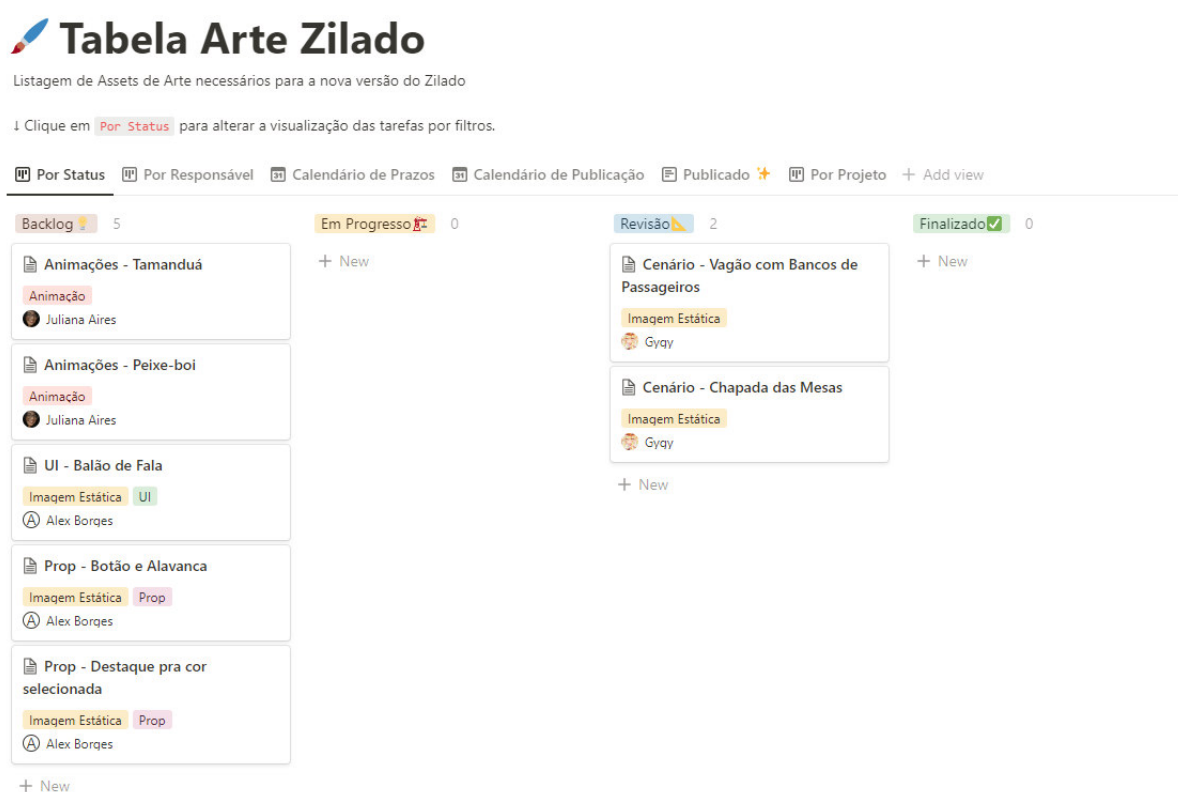 Tabela Arte Zilado
Listagem de Assets de Arte necessários para a nova versão do Zilado
↓ Clique em Por Status para alterar a visualização das tarefas por filtros.
Por Status Por Responsável Calendário de Prazos Calendário de Publicação Publicado ✨ Por Projeto + Add view
Backlog💡 5
Animações - Tamanduá
Animação
Juliana Aires
Animações - Peixe-boi
Animação
Juliana Aires
UI - Balão de Fala
Imagem Estática UI
A Alex Borges
Prop - Botão e Alavanca
Imagem Estática Prop
A Alex Borges
Prop - Destaque pra cor
selecionada
Imagem Estática Prop
A Alex Borges
+ New
Em Progresso🏗️ 0
+ New
Revisão📐 2
Cenário - Vagão com Bancos de
Passageiros
Imagem Estática
Gygy
Cenário - Chapada das Mesas
Imagem Estática
Gygy
+ New
Finalizado✅ 0
+ New